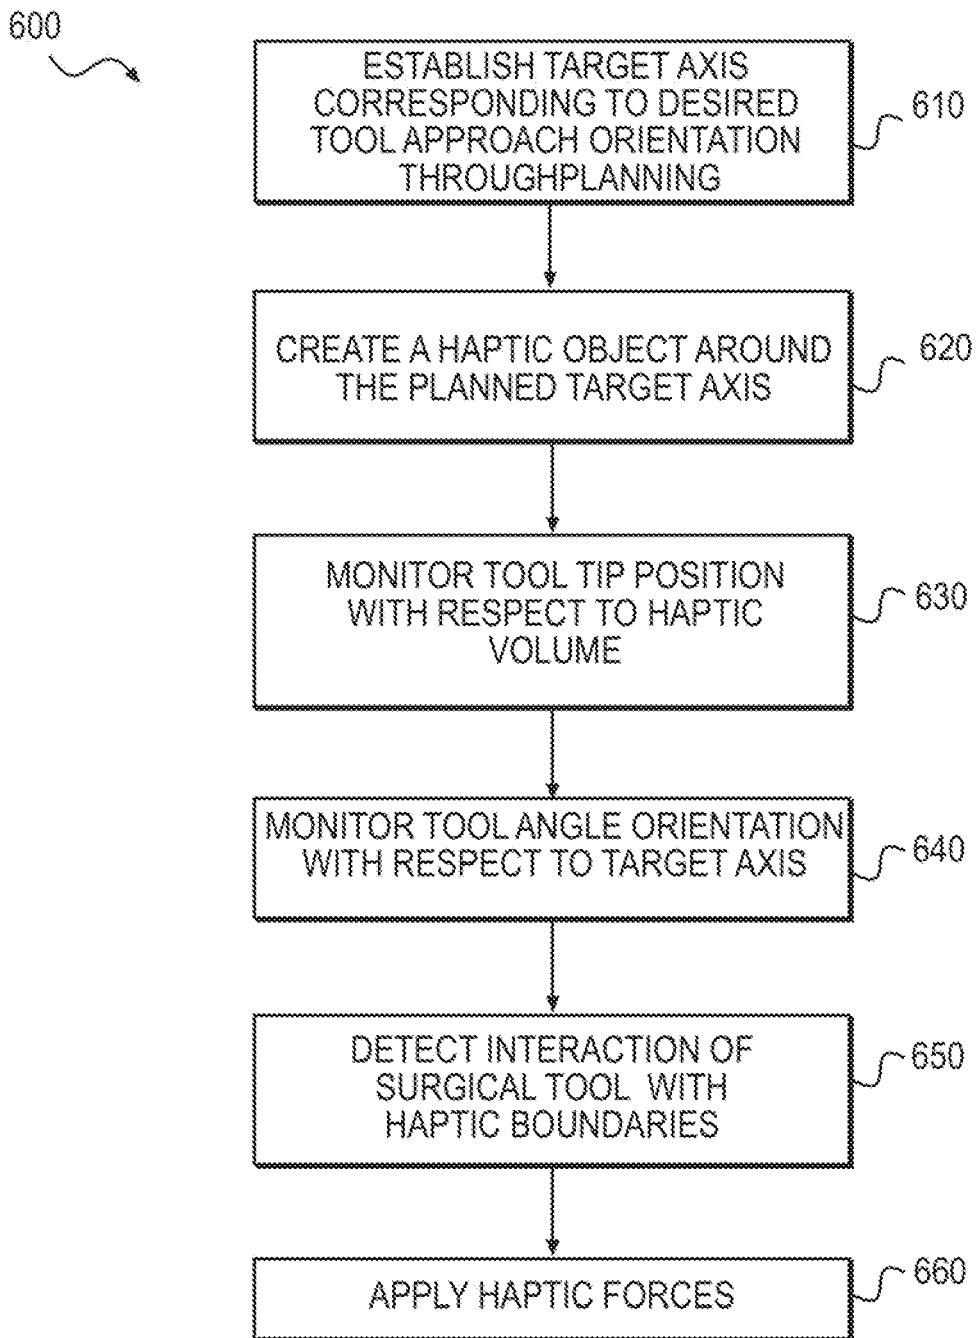 600
ESTABLISH TARGET AXIS
CORRESPONDING TO DESIRED
TOOL APPROACH ORIENTATION
THROUGHPLANNING
610
CREATE A HAPTIC OBJECT AROUND
THE PLANNED TARGET AXIS
620
MONITOR TOOL TIP POSITION
WITH RESPECT TO HAPTIC
VOLUME
630
MONITOR TOOL ANGLE ORIENTATION
WITH RESPECT TO TARGET AXIS
640
DETECT INTERACTION OF
SURGICAL TOOL WITH
HAPTIC BOUNDARIES
650
APPLY HAPTIC FORCES
660